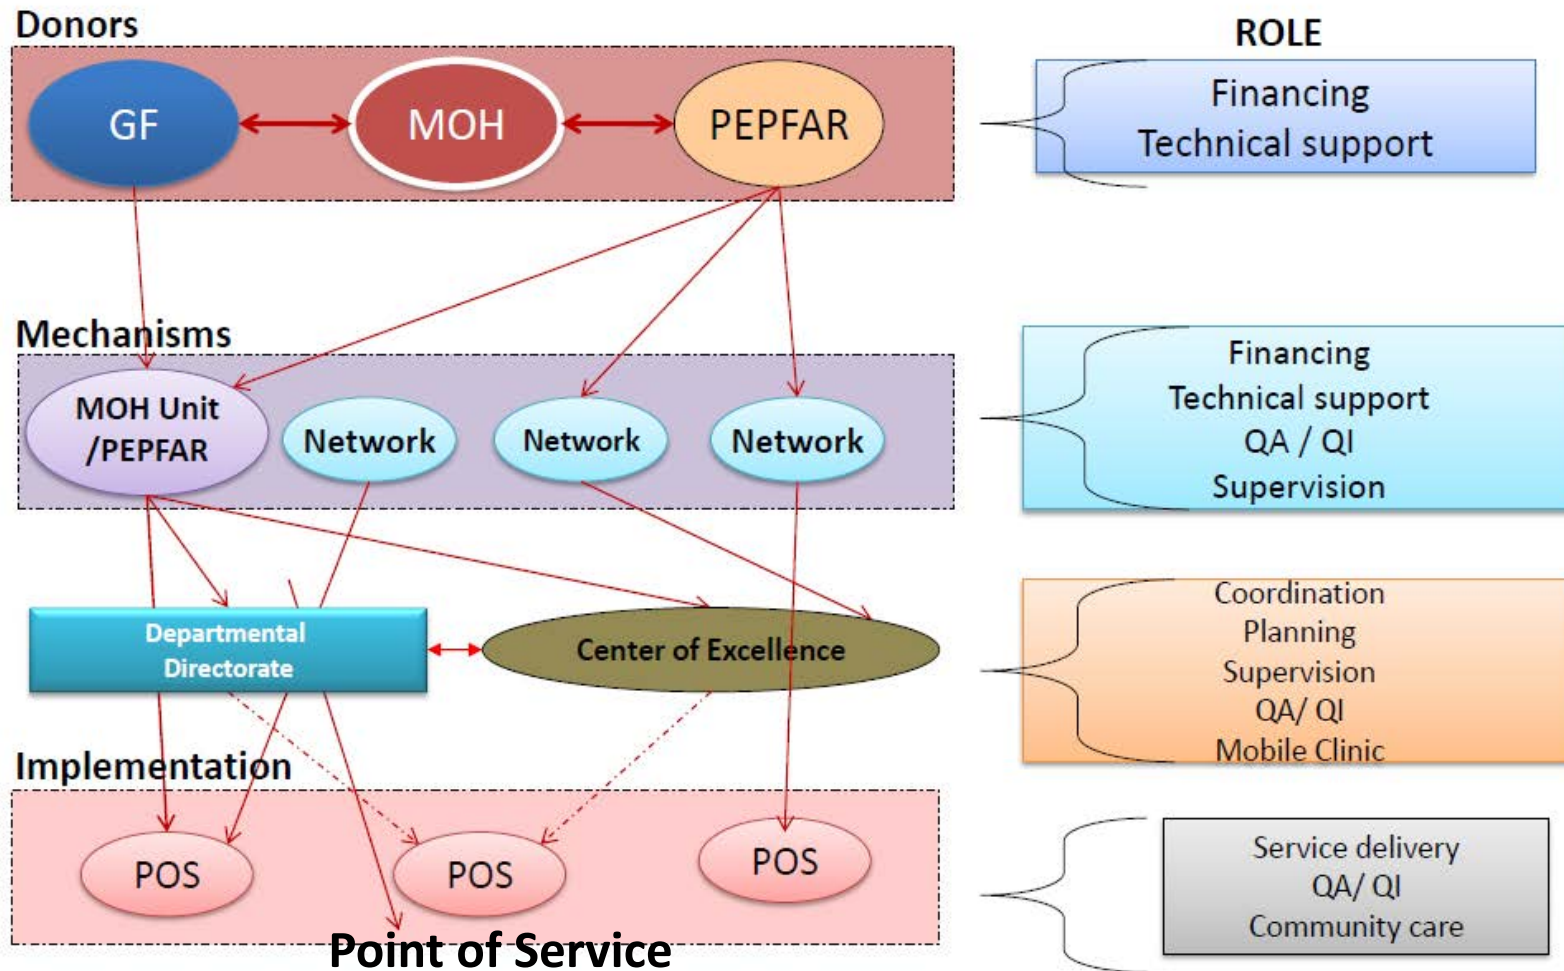 Donors
ROLE
GF
MOH
PEPFAR
Financing
Technical support
Mechanisms
MOH Unit
/PEPFAR
Network
Network
Network
Financing
Technical support
QA / QI
Supervision
Departmental
Directorate
Center of Excellence
Coordination
Planning
Supervision
QA/ QI
Mobile Clinic
Implementation
POS
POS
POS
Service delivery
QA/ QI
Community care
Point of Service